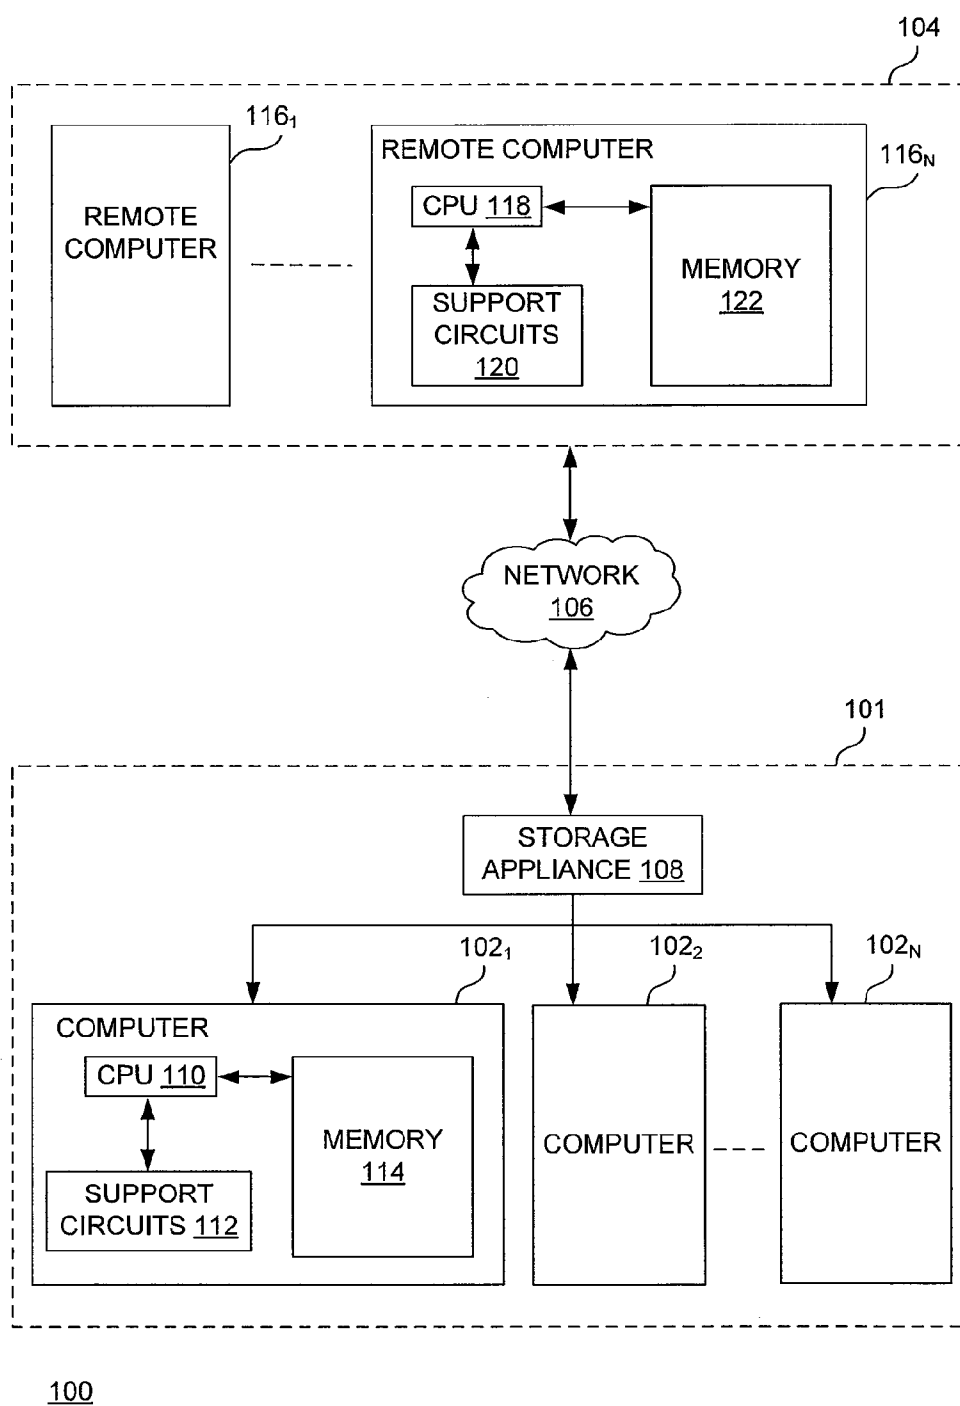 104
116₁
REMOTE COMPUTER
116ₙ
REMOTE
COMPUTER
CPU 118
MEMORY
122
SUPPORT
CIRCUITS
120
NETWORK
106
101
STORAGE
APPLIANCE 108
102₁
102₂
102ₙ
COMPUTER
CPU 110
MEMORY
114
SUPPORT
CIRCUITS 112
COMPUTER
COMPUTER
100